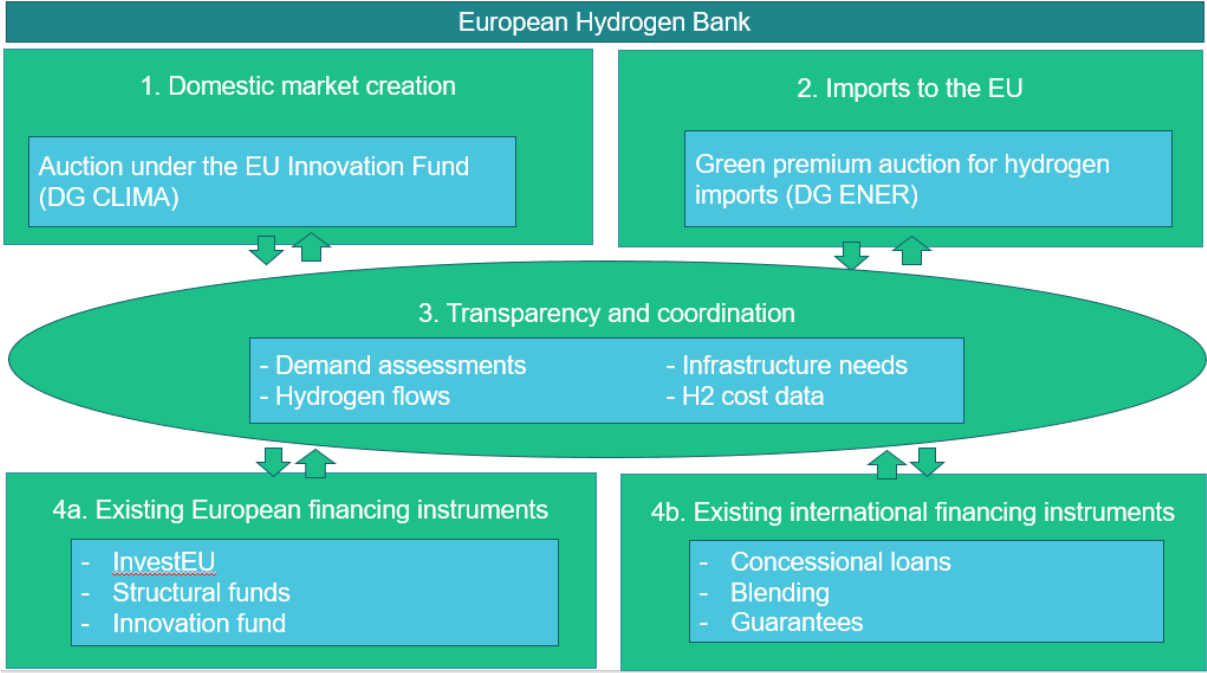 European Hydrogen Bank
1. Domestic market creation
Auction under the EU Innovation Fund
(DG CLIMA)
2. Imports to the EU
Green premium auction for hydrogen
imports (DG ENER)
3. Transparency and coordination
- Demand assessments
- Hydrogen flows
- Infrastructure needs
- H2 cost data
4a. Existing European financing instruments
- InvestEU
- Structural funds
- Innovation fund
4b. Existing international financing instruments
- Concessional loans
- Blending
- Guarantees